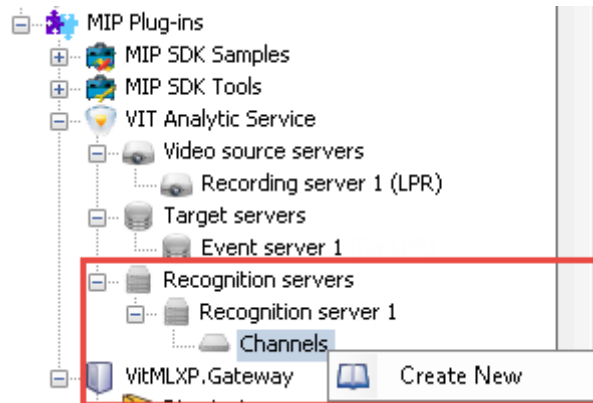 MIP Plug-ins
MIP SDK Samples
MIP SDK Tools
VIT Analytic Service
Video source servers
Recording server 1 (LPR)
Target servers
Event server 1
Recognition servers
Recognition server 1
Channels
VitMLXP.Gateway
Create New